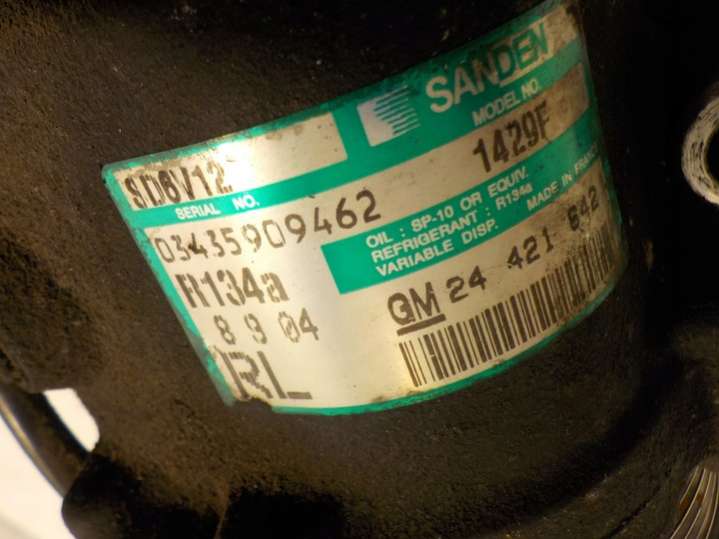 SANDEN
MODEL NO.
SD6V12
1429F
SERIAL NO.
03435909462
OIL : SP-10 OR EQUIV.
REFRIGERANT : R134a
VARIABLE DISP. MADE IN FRANCE
R134a
GM 24 421 642
8 9 04
RL